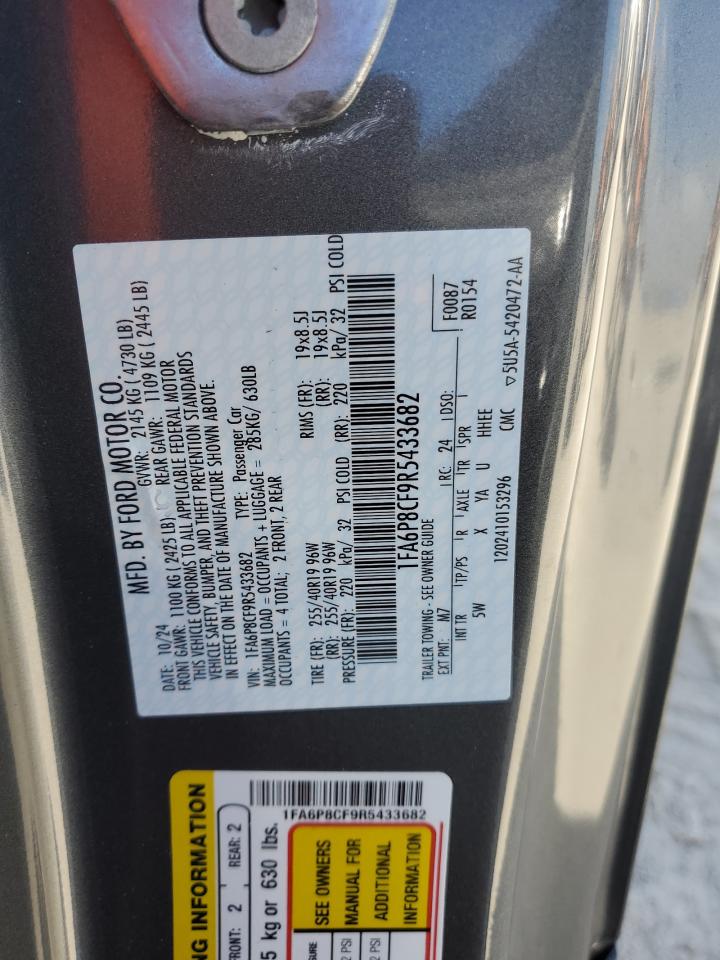 MFD. BY FORD MOTOR CO.
DATE: 10/24 GVWR: 2145 KG ( 4730 LB)
FRONT GAWR: 1100 KG ( 2425 LB) REAR GAWR: 1109 KG ( 2445 LB)
THIS VEHICLE CONFORMS TO ALL APPLICABLE FEDERAL MOTOR
VEHICLE SAFETY, BUMPER, AND THEFT PREVENTION STANDARDS
IN EFFECT ON THE DATE OF MANUFACTURE SHOWN ABOVE.
VIN: 1FA6P8CF9R5433682 TYPE: Passenger Car
MAXIMUM LOAD = OCCUPANTS + LUGGAGE = 285KG/ 630LB
OCCUPANTS = 4 TOTAL; 2 FRONT, 2 REAR
TIRE (FR): 255/40R19 96W RIMS (FR): 19x8.5J
(RR): 255/40R19 96W (RR): 19x8.5J
PRESSURE (FR): 220 kPa/ 32 PSI COLD (RR): 220 kPa/ 32 PSI COLD
1FA6P8CF9R5433682
TRAILER TOWING - SEE OWNER GUIDE F0087
EXT PNT: M7 RC: 24 DSO: R0154
INT TR TP/PS R AXLE TR SPR
5W X YA U HHEE
1202410153296 CMC ▽5U5A-5420472-AA
NG INFORMATION
FRONT: 2 REAR: 2
5 kg or 630 lbs.
1FA6P8CF9R5433682
SEE OWNERS
MANUAL FOR
ADDITIONAL
INFORMATION
2 PSI
2 PSI